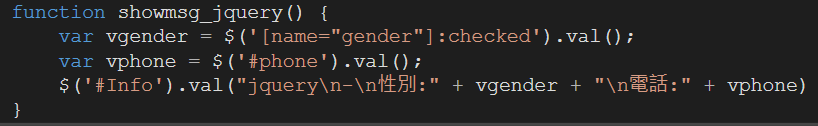 function showmsg_jquery() {
    var vgender = $('[name="gender"]:checked').val();
    var vphone = $('#phone').val();
    $('#Info').val("jquery\n-\n性別:" + vgender + "\n電話:" + vphone)
}